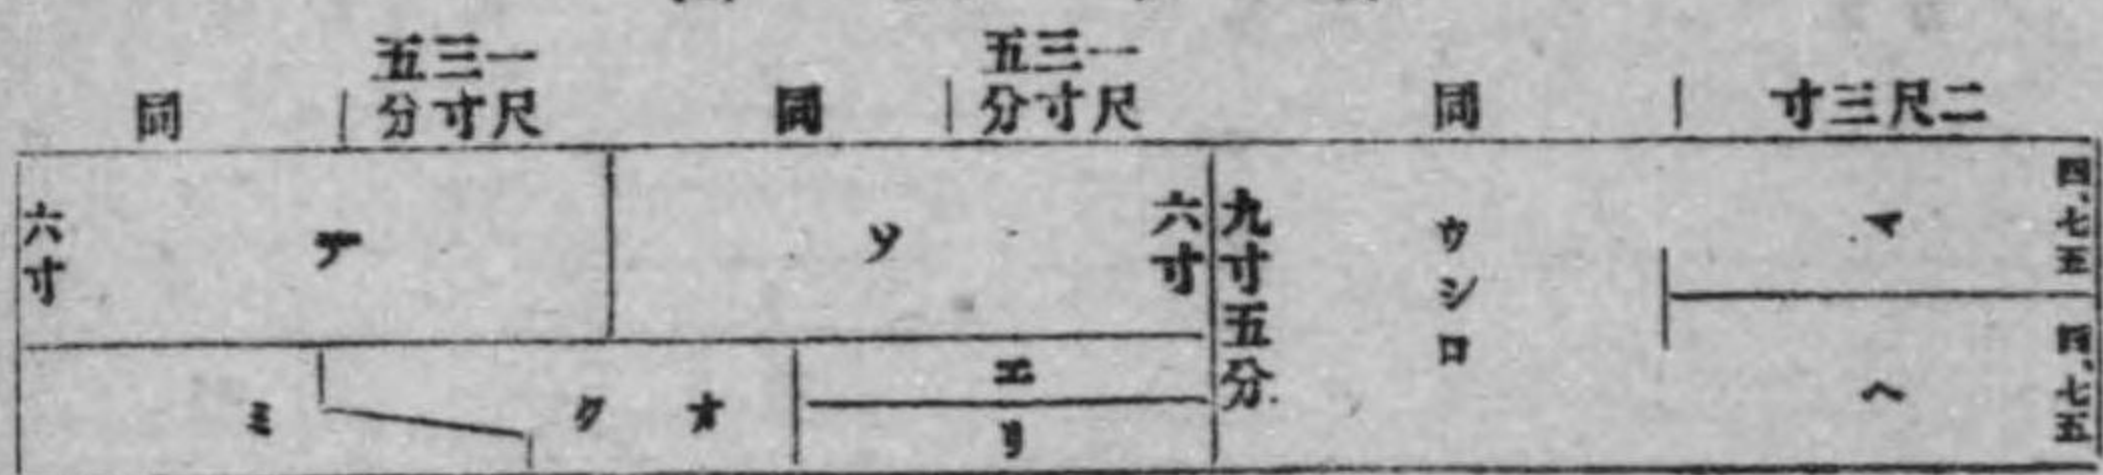 二尺三寸
同
一尺三寸五分
同
一尺三寸五分
同
四、七五
マ
ヘ
四、七五
ウシロ
九寸五分
六寸
ソ
デ
六寸
エ
リ
オク
ミ